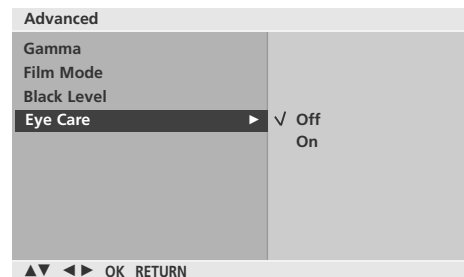 Advanced
Gamma
Film Mode
Black Level
Eye Care ► √ Off
On
▲▼ ◄► OK RETURN